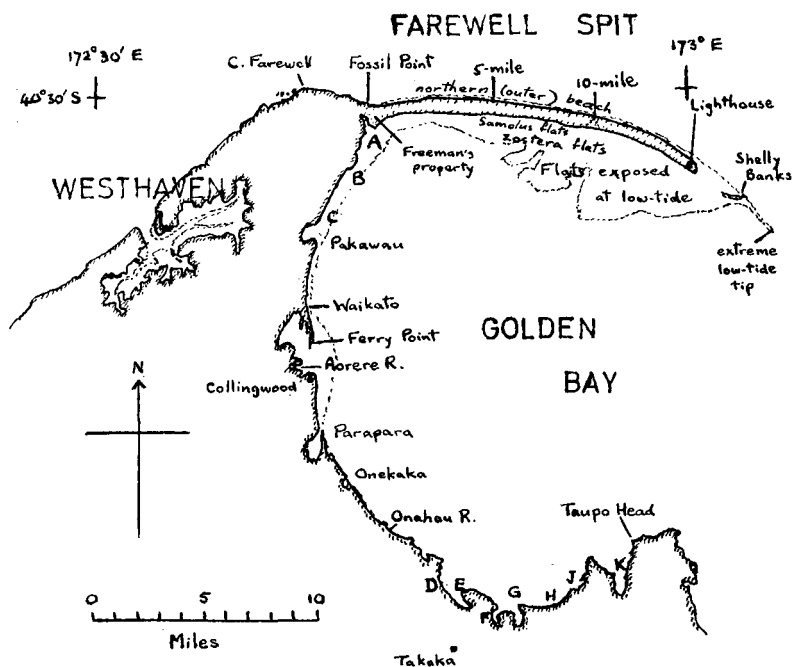 FAREWELL SPIT
172° 30' E
C. Farewell
Fossil Point
5-mile
173° E
40° 30' S
northern (outer) beach
10-mile
Lighthouse
Samolus flats
Zostera flats
A
Freeman's
property
Flats exposed
at low-tide
Shelly
Banks
B
WESTHAVEN
C
Pakawau
extreme
low-tide
tip
Waikato
Ferry Point
GOLDEN
BAY
N
Aorere R.
Collingwood
Parapara
Onekaka
Onahau R.
Taupo Head
D
E
F
G
H
J
K
0 5 10
Miles
Takaka